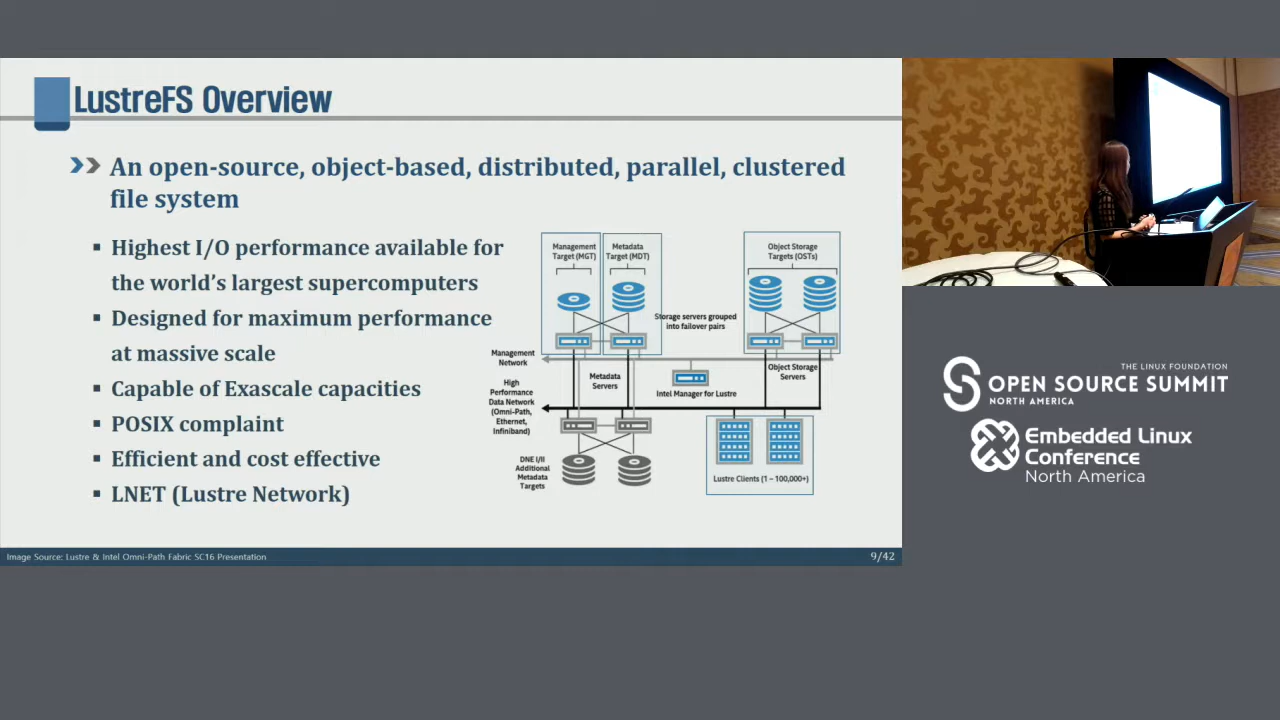 LustreFS Overview
An open-source, object-based, distributed, parallel, clustered
file system
Highest I/O performance available for
the world's largest supercomputers
Designed for maximum performance
at massive scale
Capable of Exascale capacities
POSIX complaint
Efficient and cost effective
LNET (Lustre Network)
Management
Target (MGT)
Metadata
Target (MDT)
Object Storage
Targets (OSTs)
Storage servers grouped
into failover pairs
Management
Network
Metadata
Servers
Intel Manager for Lustre
Object Storage
Servers
High
Performance
Data Network
(Omni-Path,
Ethernet,
Infiniband)
DNE I/II
Additional
Metadata
Targets
Lustre Clients (1 – 100,000+)
Image Source: Lustre & Intel Omni-Path Fabric SC16 Presentation
9/42
THE LINUX FOUNDATION
OPEN SOURCE SUMMIT
NORTH AMERICA
Embedded Linux
Conference
North America